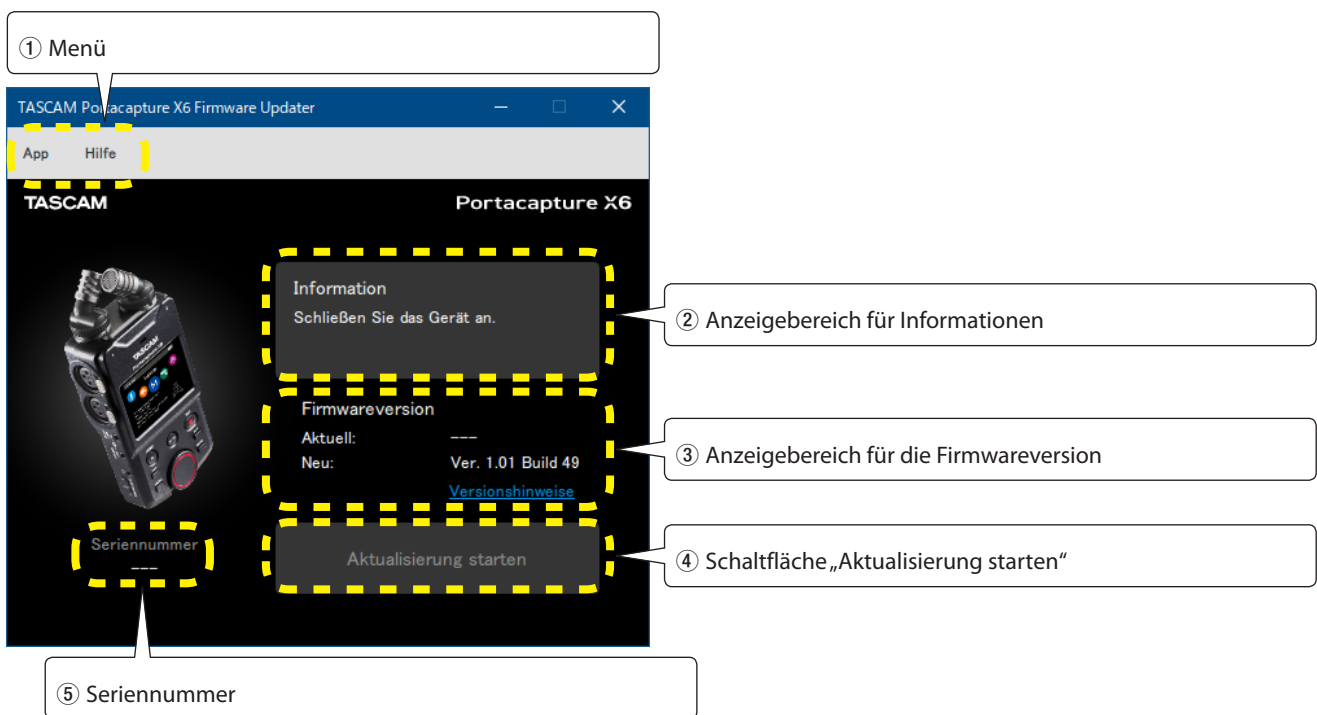 ① Menü
TASCAM Portacapture X6 Firmware Updater
App Hilfe
TASCAM
Portacapture X6
Information
Schließen Sie das Gerät an.
② Anzeigebereich für Informationen
Firmwareversion
Aktuell: ---
Neu: Ver. 1.01 Build 49
Versionshinweise
③ Anzeigebereich für die Firmwareversion
Seriennummer
---
Aktualisierung starten
④ Schaltfläche „Aktualisierung starten“
⑤ Seriennummer